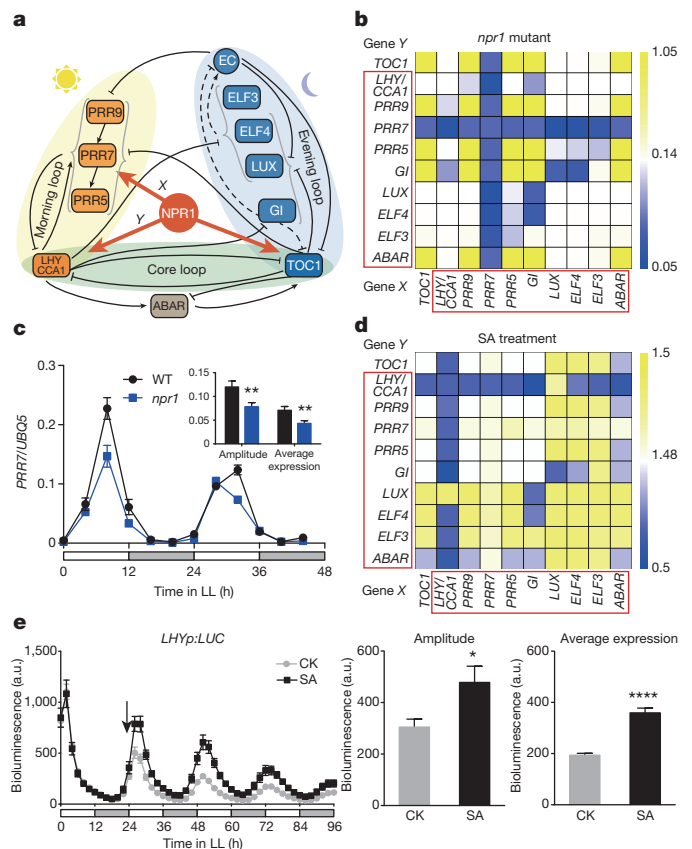 a
EC
ELF3
ELF4
LUX
GI
PRR9
PRR7
PRR5
X
Y
NPR1
Morning loop
Evening loop
LHY
CCA1
Core loop
TOC1
ABAR
b
npr1 mutant
Gene Y
TOC1
LHY/
CCA1
PRR9
PRR7
PRR5
GI
LUX
ELF4
ELF3
ABAR
Gene X
TOC1
LHY/
CCA1
PRR9
PRR7
PRR5
GI
LUX
ELF4
ELF3
ABAR
1.05
0.14
0.05
c
WT
npr1
PRR7/UBQ5
0.3
0.2
0.1
0
0.15
0.10
0.05
0
**
**
Amplitude
Average
expression
0
12
24
36
48
Time in LL (h)
d
SA treatment
Gene Y
TOC1
LHY/
CCA1
PRR9
PRR7
PRR5
GI
LUX
ELF4
ELF3
ABAR
Gene X
TOC1
LHY/
CCA1
PRR9
PRR7
PRR5
GI
LUX
ELF4
ELF3
ABAR
1.5
1.48
0.5
e
LHYp:LUC
CK
SA
Bioluminescence (a.u.)
1,500
1,000
500
0
0
12
24
36
48
60
72
84
96
Time in LL (h)
Amplitude
Bioluminescence (a.u.)
600
400
200
0
*
CK
SA
Average expression
Bioluminescence (a.u.)
600
400
200
0
****
CK
SA